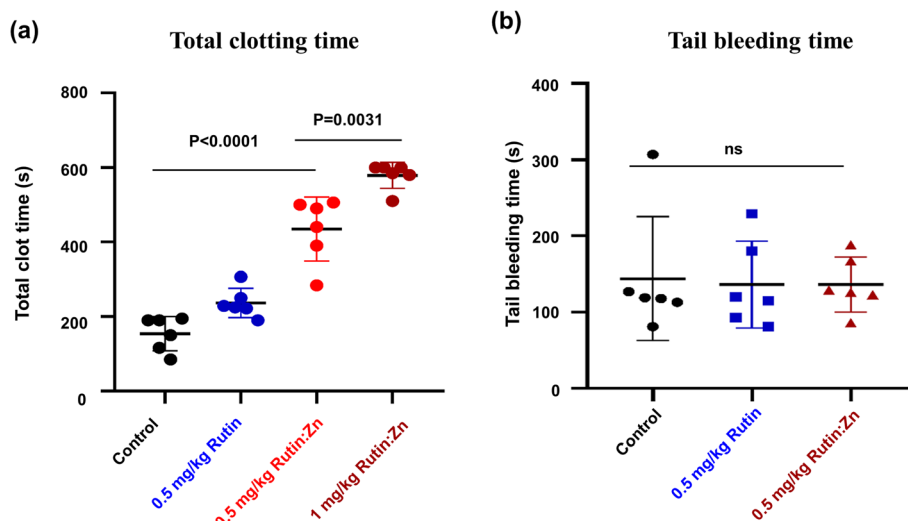 (a)
Total clotting time
Total clot time (s)
800
600
400
200
0
P<0.0001
P=0.0031
Control
0.5 mg/kg Rutin
0.5 mg/kg Rutin:Zn
1 mg/kg Rutin:Zn
(b)
Tail bleeding time
Tail bleeding time (s)
400
300
200
100
0
ns
Control
0.5 mg/kg Rutin
0.5 mg/kg Rutin:Zn